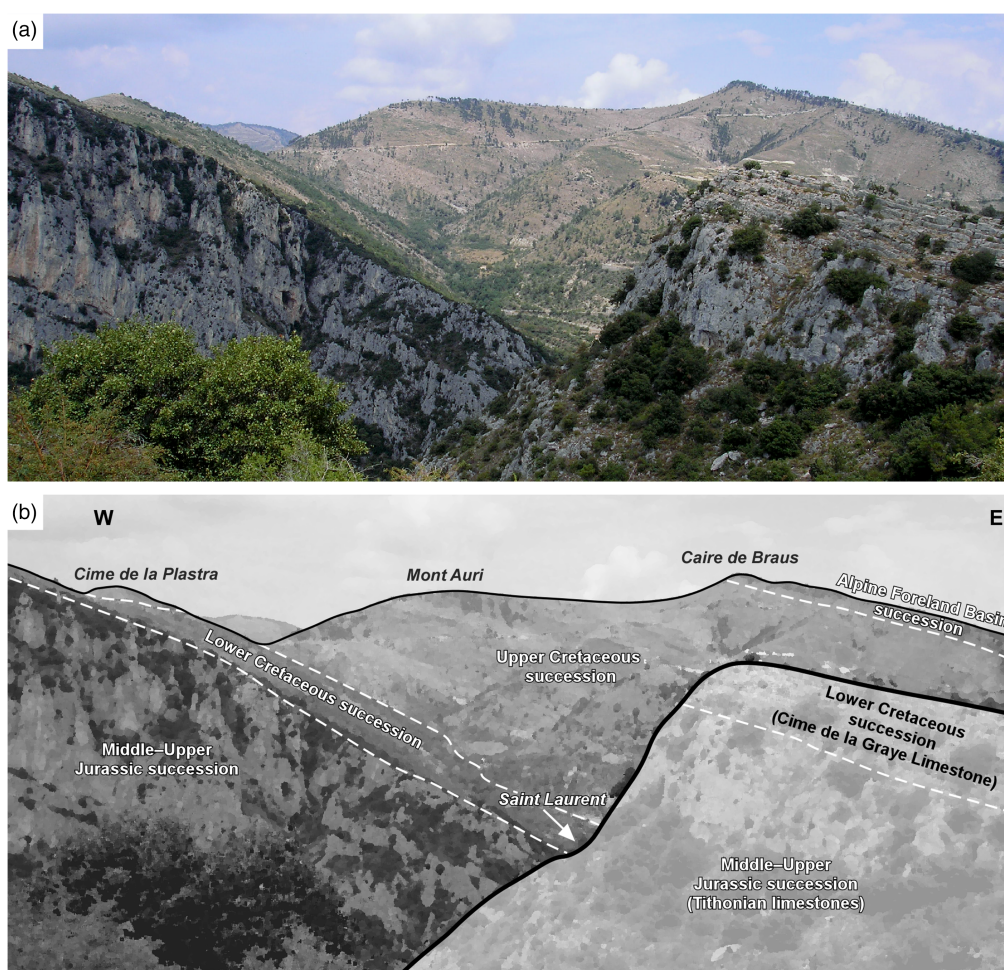 (a)
(b)
W
E
Cime de la Plastra
Mont Auri
Caire de Braus
Alpine Foreland Basin
succession
Lower Cretaceous succession
Upper Cretaceous
succession
Lower Cretaceous
succession
(Cime de la Graye Limestone)
Middle–Upper
Jurassic succession
Saint Laurent
Middle–Upper
Jurassic succession
(Tithonian limestones)